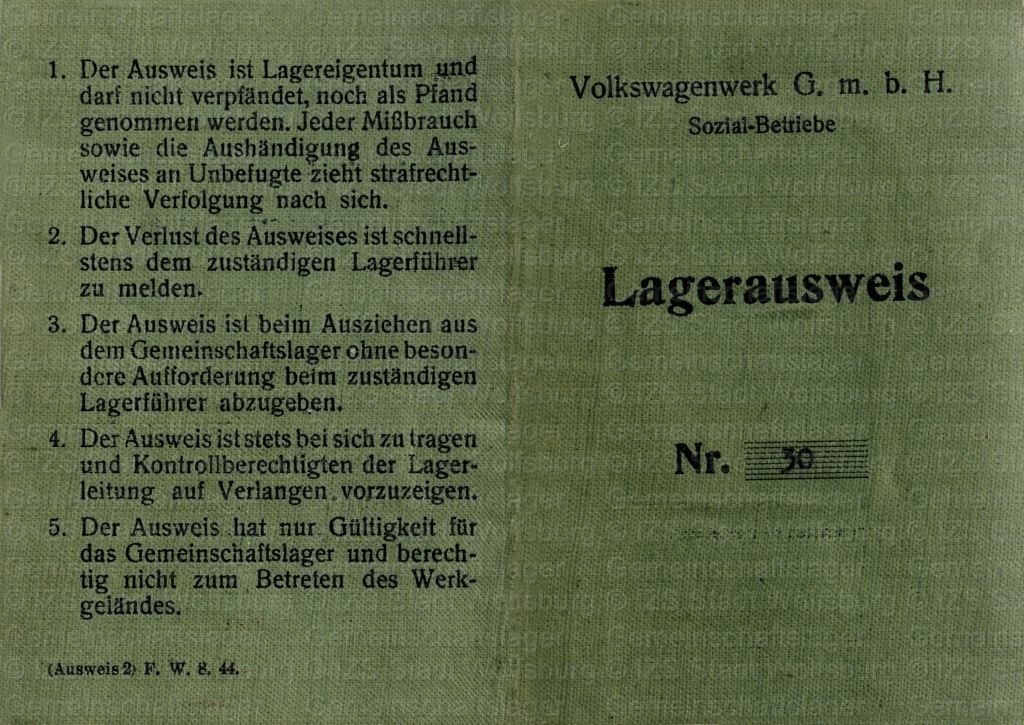 1. Der Ausweis ist Lagereigentum und
darf nicht verpfändet, noch als Pfand
genommen werden. Jeder Mißbrauch
sowie die Aushändigung des Aus-
weises an Unbefugte zieht strafrecht-
liche Verfolgung nach sich.
2. Der Verlust des Ausweises ist schnell-
stens dem zuständigen Lagerführer
zu melden.
3. Der Ausweis ist beim Ausziehen aus
dem Gemeinschaftslager ohne beson-
dere Aufforderung beim zuständigen
Lagerführer abzugeben.
4. Der Ausweis ist stets bei sich zu tragen
und Kontrollberechtigten der Lager-
leitung auf Verlangen vorzuzeigen.
5. Der Ausweis hat nur Gültigkeit für
das Gemeinschaftslager und berech-
tig nicht zum Betreten des Werk-
geländes.
(Ausweis 2) F. W. 8. 44.
Volkswagenwerk G. m. b. H.
Sozial-Betriebe
Lagerausweis
Nr. 30